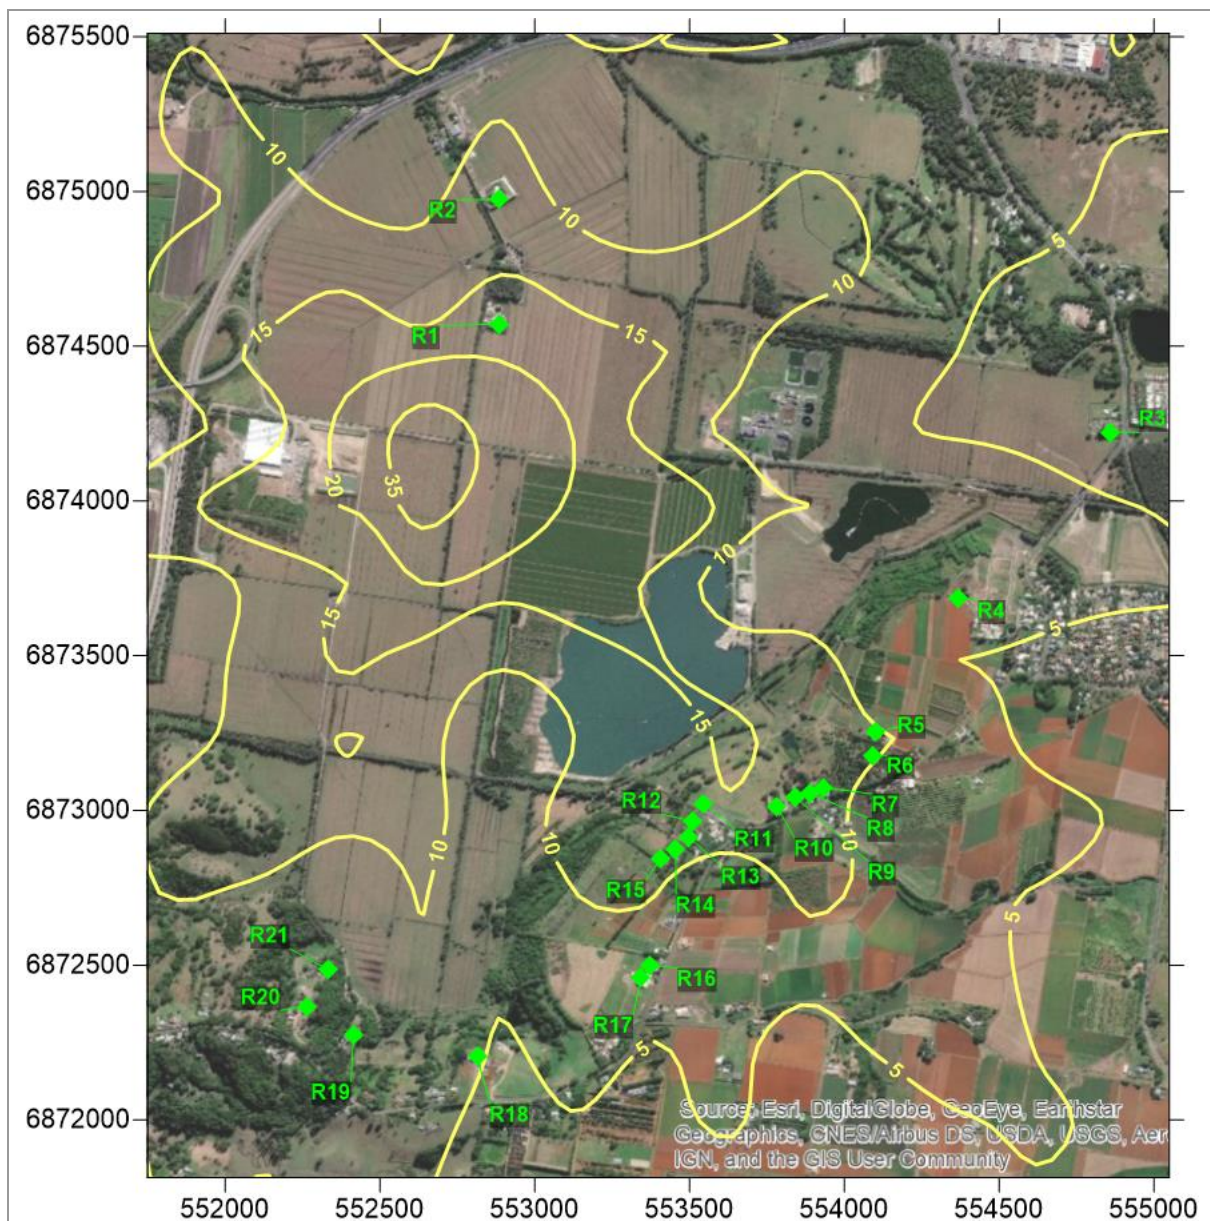 6875500
10
10
6875000
R2
10
5
10
15
R1
15
6874500
R3
20
35
6874000
10
R4
15
5
6873500
R5
15
R6
R12
R7
6873000
R11
R8
10
10
10
R10
R9
R15
R13
R14
5
R21
6872500
R16
R20
R17
5
5
R19
R18
6872000
Source: Esri, DigitalGlobe, GeoEye, Earthstar
Geographics, CNES/Airbus DS, USDA, USGS, Aer
IGN, and the GIS User Community
552000 552500 553000 553500 554000 554500 555000